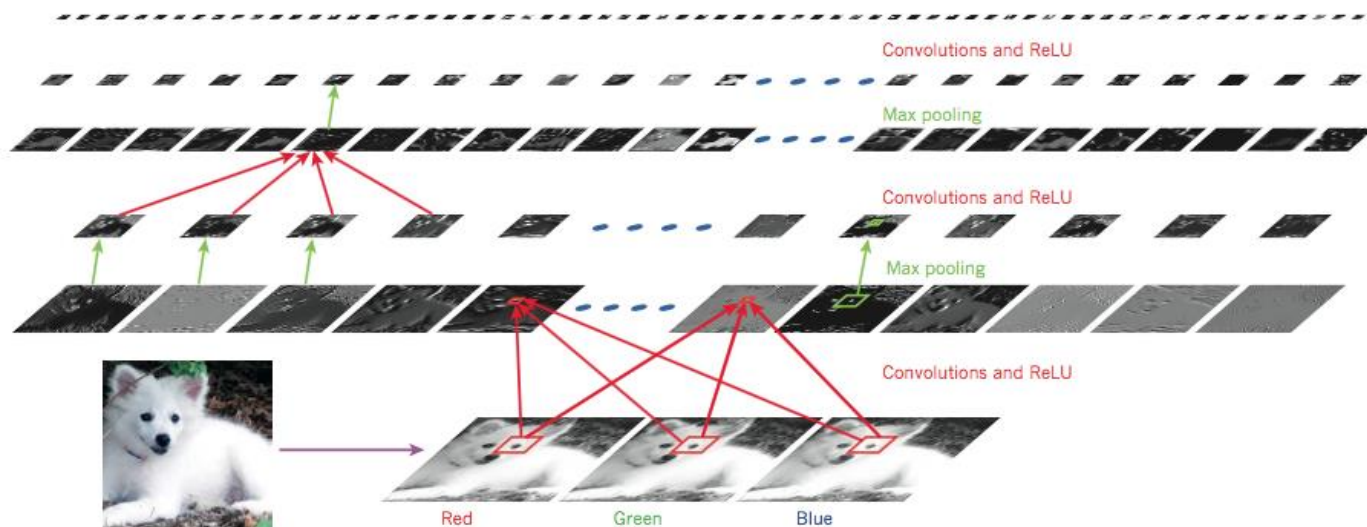 Convolutions and ReLU
Max pooling
Convolutions and ReLU
Max pooling
Convolutions and ReLU
Red
Green
Blue